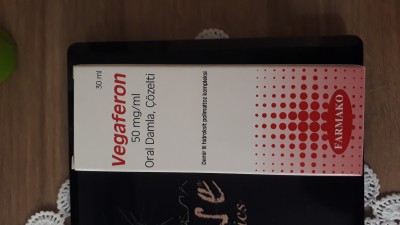 30 ml
Vegaferon
50 mg/ml
Oral Damla, Çözelti
Demir III hidroksit polimaltoz kompleksi
FARMAKO